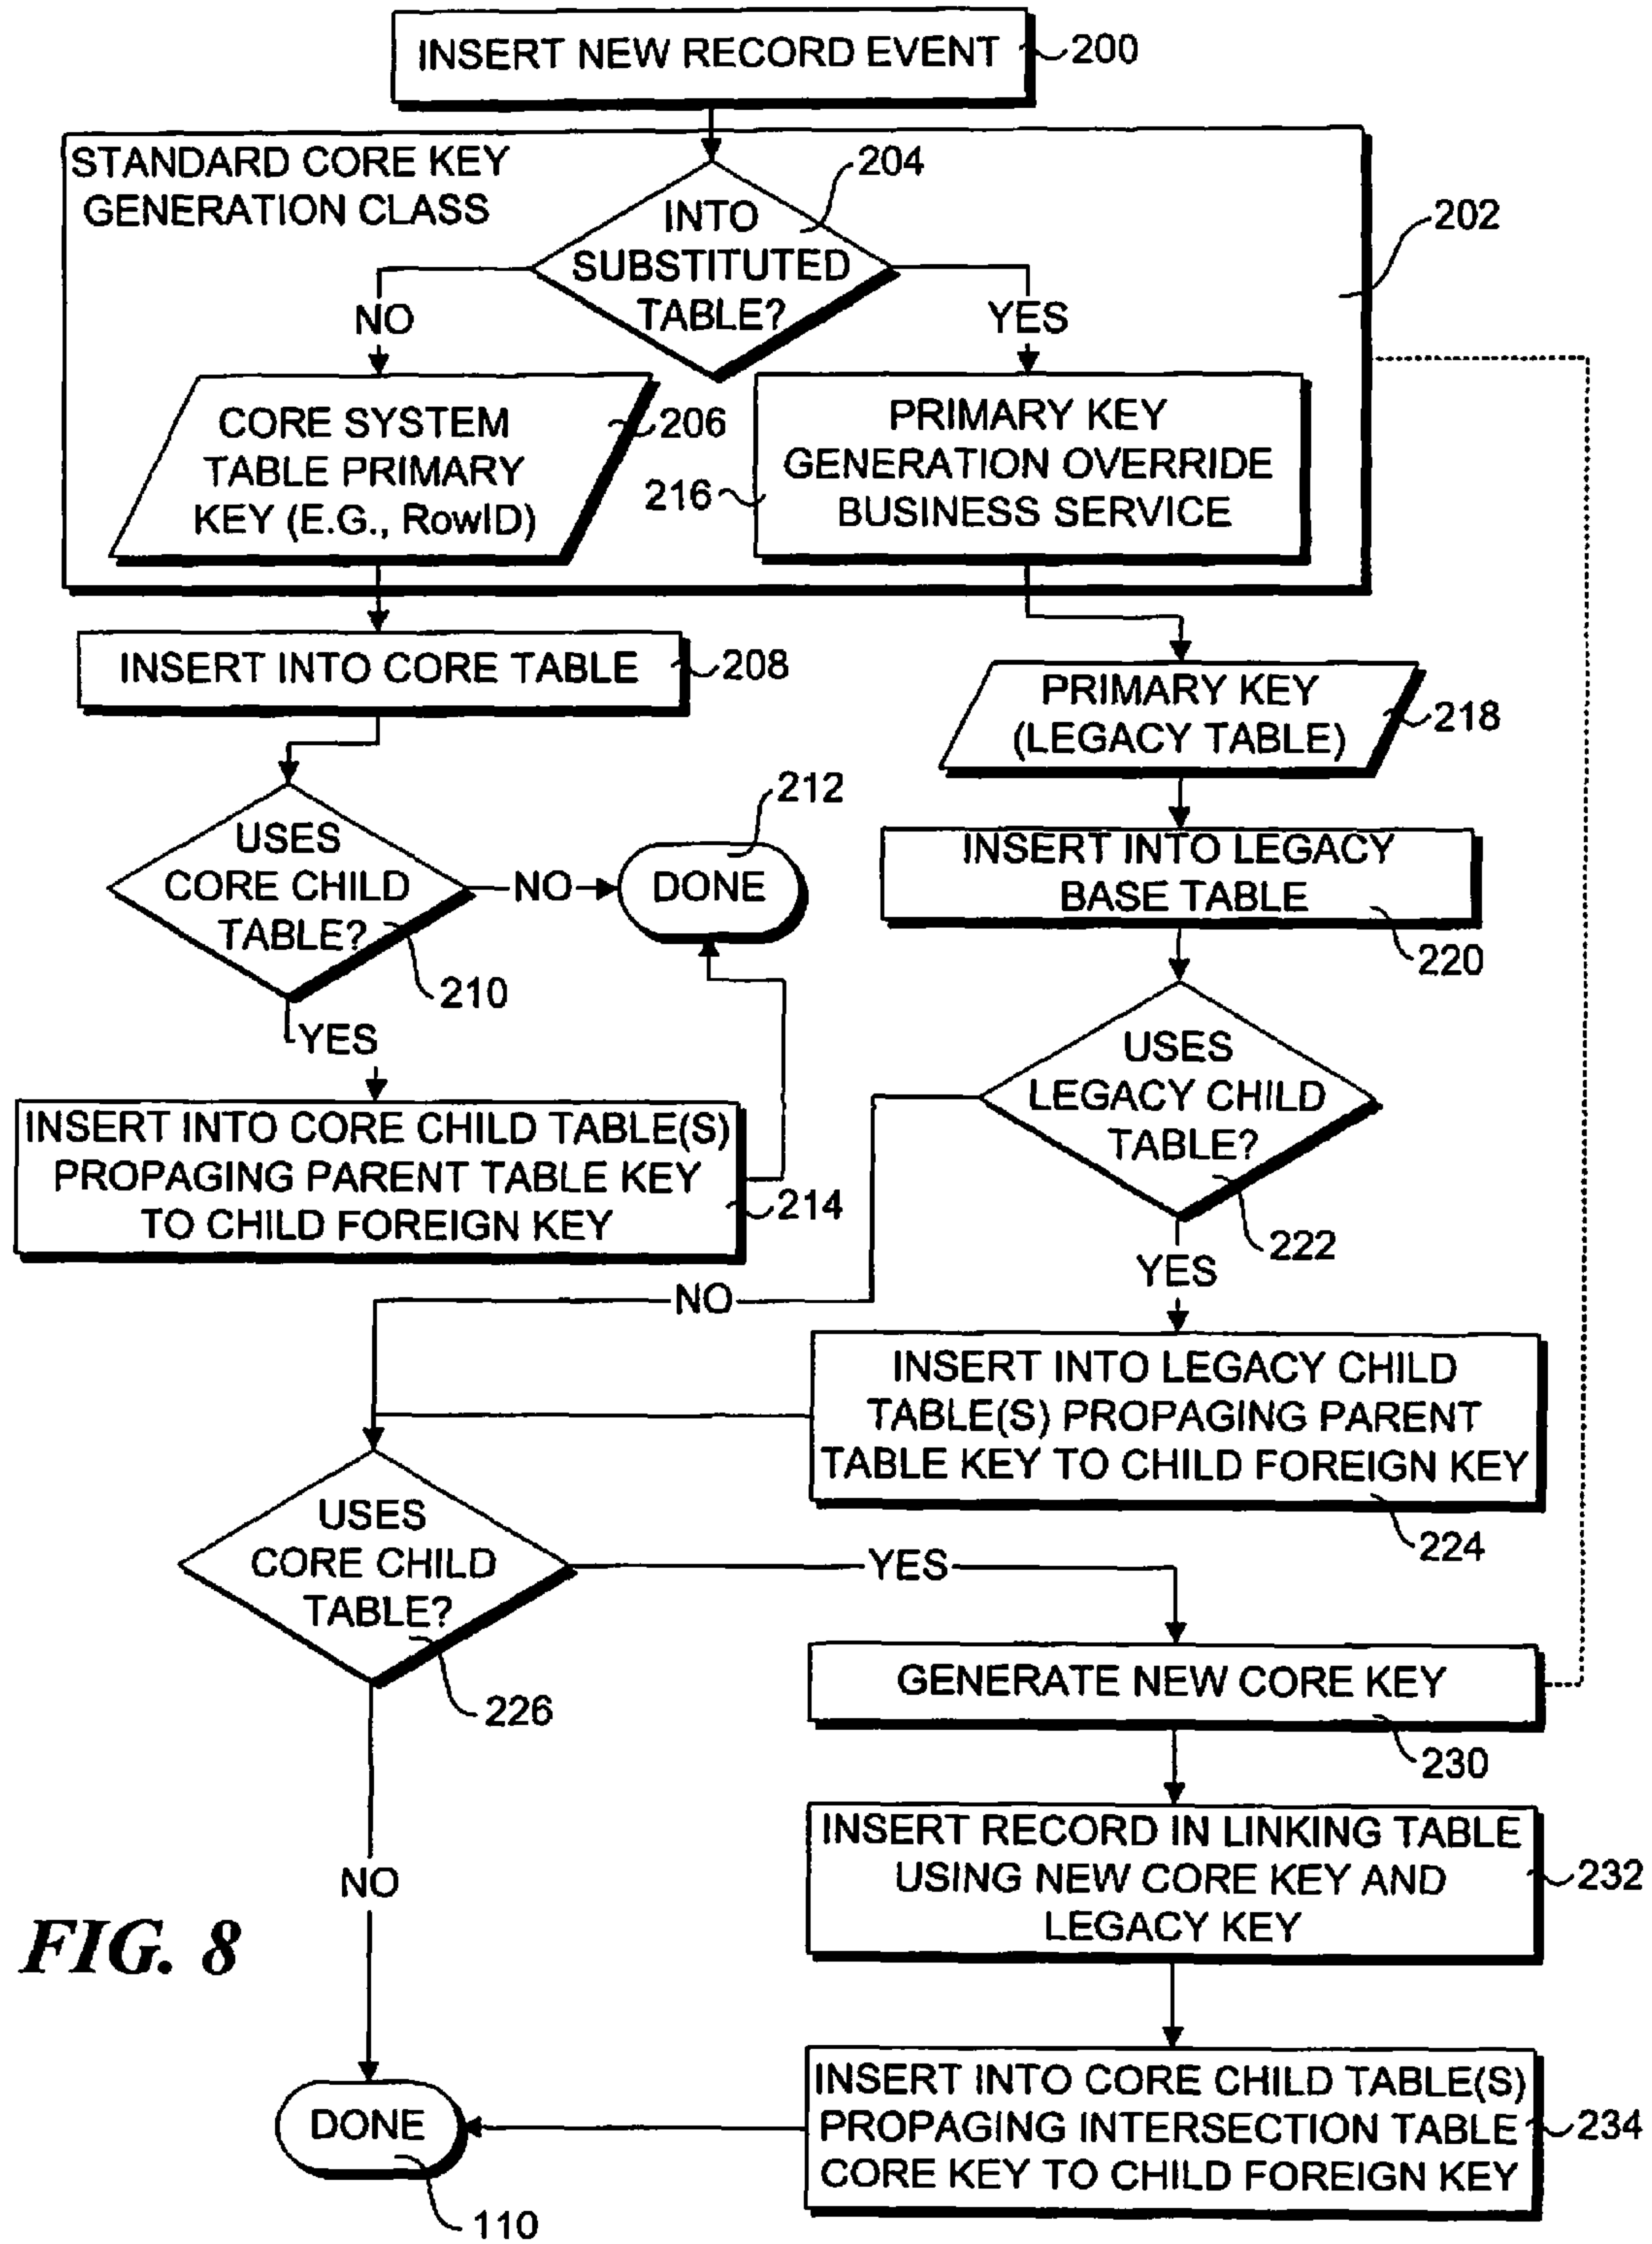 INSERT NEW RECORD EVENT
200
STANDARD CORE KEY
GENERATION CLASS
204
INTO
SUBSTITUTED
TABLE?
202
NO
YES
CORE SYSTEM
TABLE PRIMARY
KEY (E.G., RowID)
206
PRIMARY KEY
GENERATION OVERRIDE
BUSINESS SERVICE
216
INSERT INTO CORE TABLE
208
PRIMARY KEY
(LEGACY TABLE)
218
USES
CORE CHILD
TABLE?
210
NO
212
DONE
INSERT INTO LEGACY
BASE TABLE
220
YES
INSERT INTO CORE CHILD TABLE(S)
PROPAGING PARENT TABLE KEY
TO CHILD FOREIGN KEY
214
USES
LEGACY CHILD
TABLE?
222
YES
NO
INSERT INTO LEGACY CHILD
TABLE(S) PROPAGING PARENT
TABLE KEY TO CHILD FOREIGN KEY
224
USES
CORE CHILD
TABLE?
226
YES
GENERATE NEW CORE KEY
230
INSERT RECORD IN LINKING TABLE
USING NEW CORE KEY AND
LEGACY KEY
232
NO
FIG. 8
INSERT INTO CORE CHILD TABLE(S)
PROPAGING INTERSECTION TABLE
CORE KEY TO CHILD FOREIGN KEY
234
DONE
110